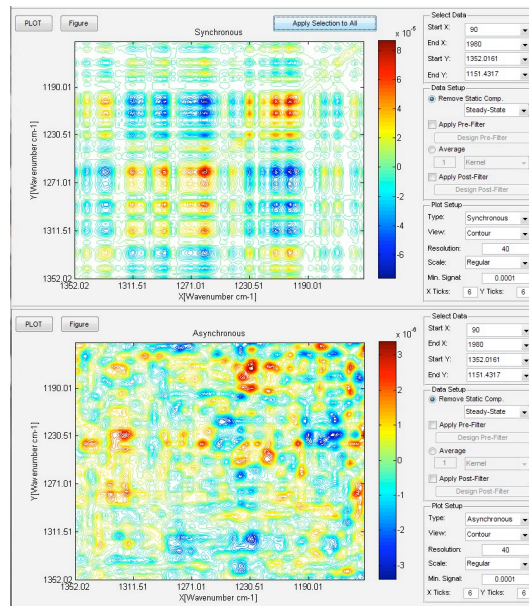 PLOT
Figure
Apply Selection to All
Synchronous
x 10^-5
1190.01
1230.51
1271.01
1311.51
1352.02
Y[Wavenumber cm-1]
1352.02 1311.51 1271.01 1230.51 1190.01
X[Wavenumber cm-1]
8
6
4
2
0
-2
-4
-6
Select Data
Start X: 90
End X: 1980
Start Y: 1352.0161
End Y: 1151.4317
Data Setup
Remove Static Comp.
Steady-State
Apply Pre-Filter
Design Pre-Filter
Average
1 Kernel
Apply Post-Filter
Design Post-Filter
Plot Setup
Type: Synchronous
View: Contour
Resolution: 40
Scale: Regular
Min. Signal: 0.0001
X Ticks: 6 Y Ticks: 6
PLOT
Figure
Asynchronous
x 10^-6
1190.01
1230.51
1271.01
1311.51
1352.02
Y[Wavenumber cm-1]
1352.02 1311.51 1271.01 1230.51 1190.01
X[Wavenumber cm-1]
3
2
1
0
-1
-2
-3
Select Data
Start X: 90
End X: 1980
Start Y: 1352.0161
End Y: 1151.4317
Data Setup
Remove Static Comp.
Steady-State
Apply Pre-Filter
Design Pre-Filter
Average
1 Kernel
Apply Post-Filter
Design Post-Filter
Plot Setup
Type: Asynchronous
View: Contour
Resolution: 40
Scale: Regular
Min. Signal: 0.0001
X Ticks: 6 Y Ticks: 6